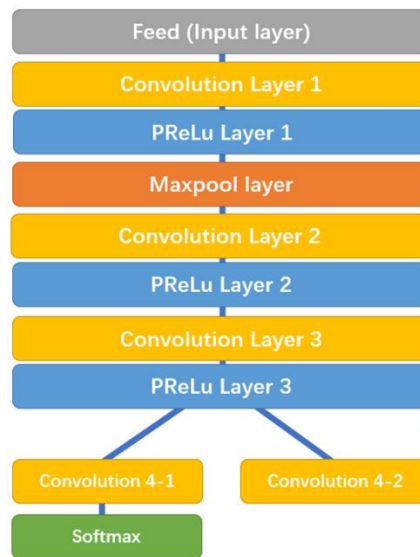 Feed (Input layer)
Convolution Layer 1
PReLu Layer 1
Maxpool layer
Convolution Layer 2
PReLu Layer 2
Convolution Layer 3
PReLu Layer 3
Convolution 4-1
Convolution 4-2
Softmax